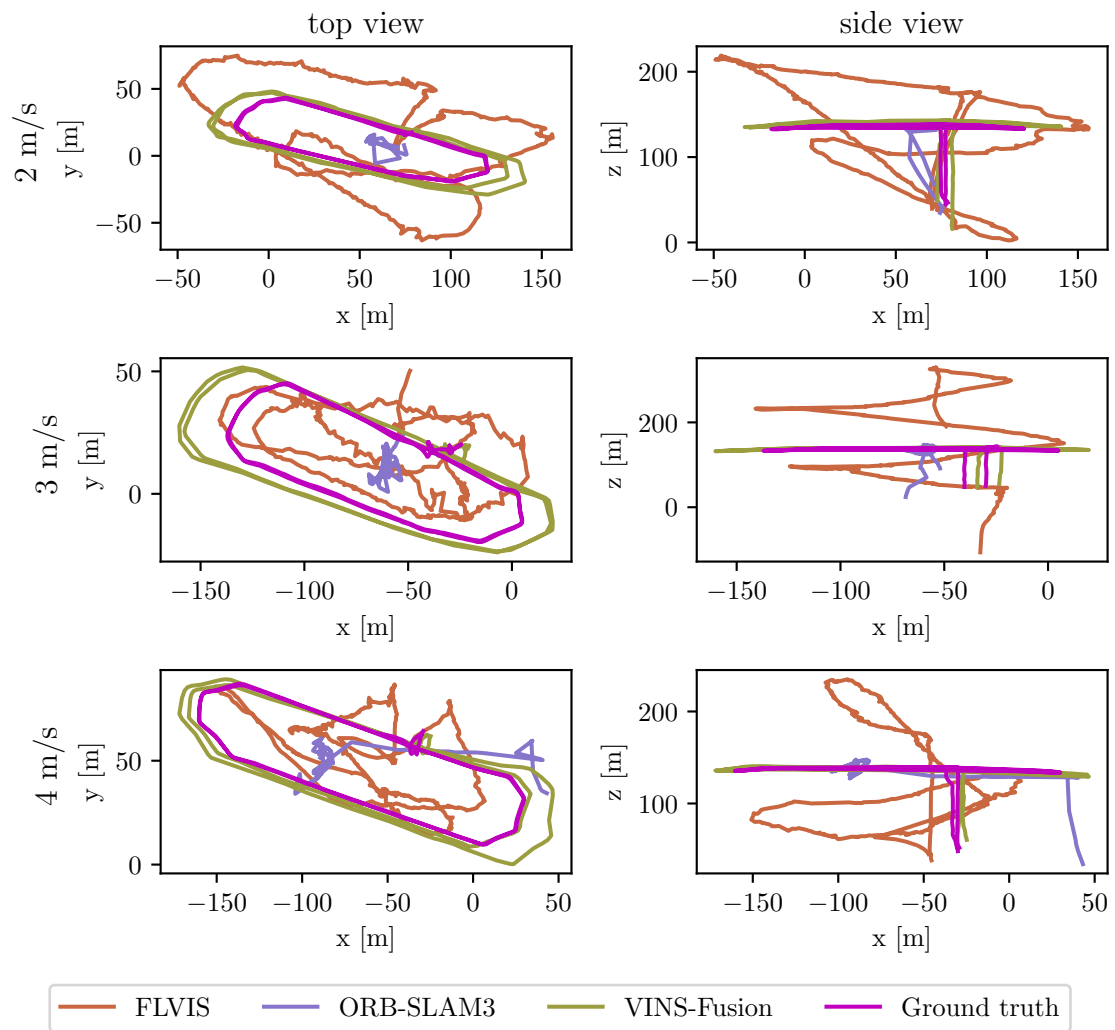 top view
side view
2 m/s
y [m]
50
0
−50
−50
0
50
100
150
x [m]
z [m]
200
100
0
−50
0
50
100
150
x [m]
3 m/s
y [m]
50
0
−150
−100
−50
0
x [m]
z [m]
200
0
−150
−100
−50
0
x [m]
4 m/s
y [m]
50
0
−150
−100
−50
0
50
x [m]
z [m]
200
100
−150
−100
−50
0
50
x [m]
FLVIS ORB-SLAM3 VINS-Fusion Ground truth